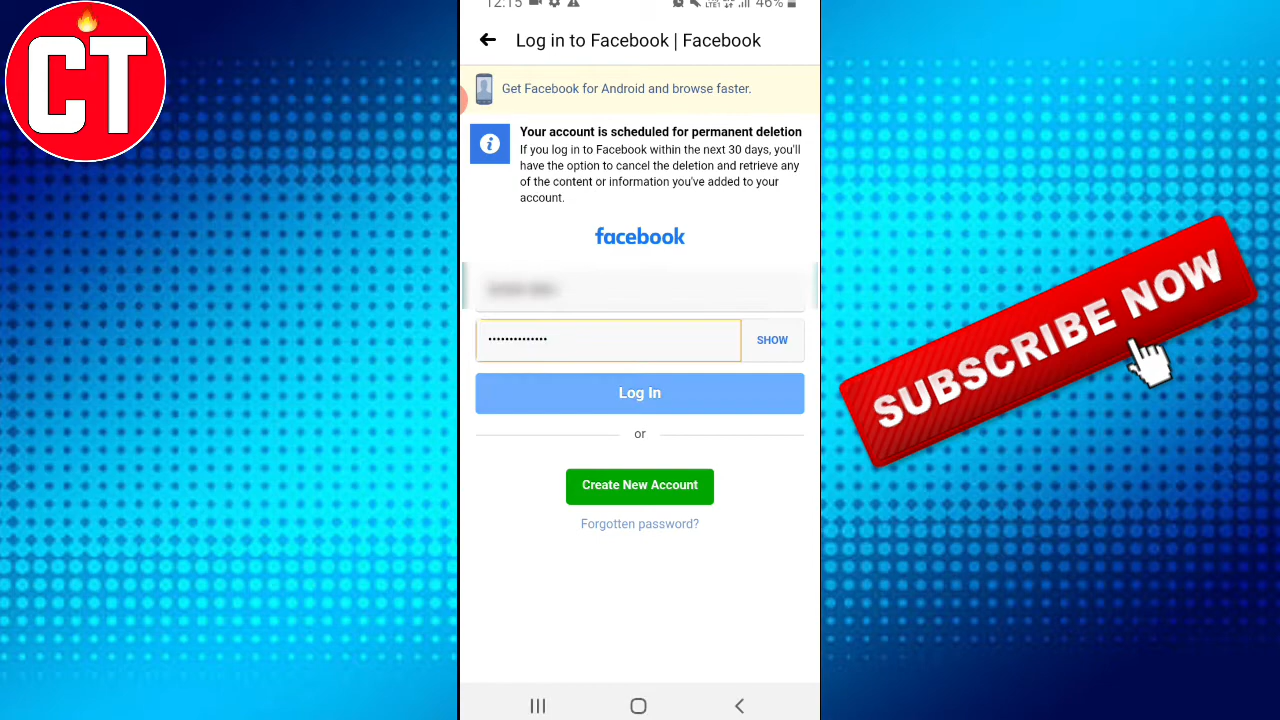 CT
12:15 46%
Log in to Facebook | Facebook
Get Facebook for Android and browse faster.
Your account is scheduled for permanent deletion
If you log in to Facebook within the next 30 days, you'll
have the option to cancel the deletion and retrieve any
of the content or information you've added to your
account.
facebook
•••••••••••••• SHOW
Log In
or
Create New Account
Forgotten password?
SUBSCRIBE NOW